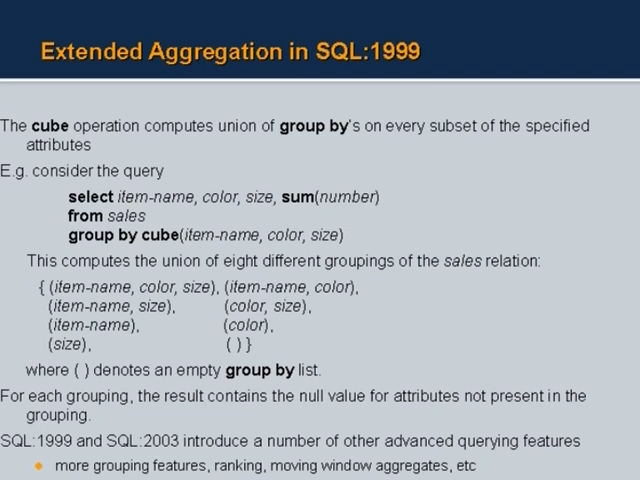 Extended Aggregation in SQL:1999
The cube operation computes union of group by's on every subset of the specified
attributes
E.g. consider the query
select item-name, color, size, sum(number)
from sales
group by cube(item-name, color, size)
This computes the union of eight different groupings of the sales relation:
{ (item-name, color, size), (item-name, color),
(item-name, size), (color, size),
(item-name), (color),
(size), ( ) }
where ( ) denotes an empty group by list.
For each grouping, the result contains the null value for attributes not present in the
grouping.
SQL:1999 and SQL:2003 introduce a number of other advanced querying features
more grouping features, ranking, moving window aggregates, etc